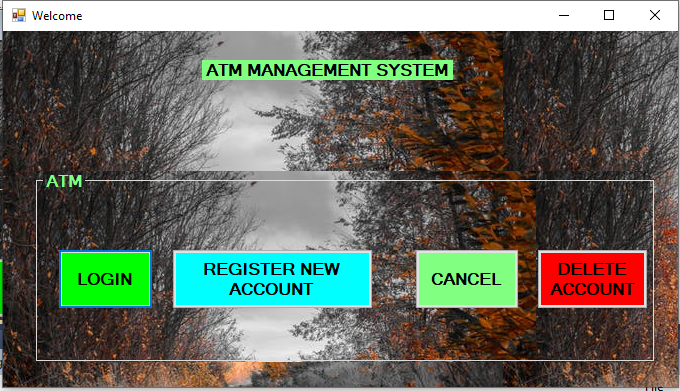 Welcome
ATM MANAGEMENT SYSTEM
ATM
LOGIN
REGISTER NEW
ACCOUNT
CANCEL
DELETE
ACCOUNT